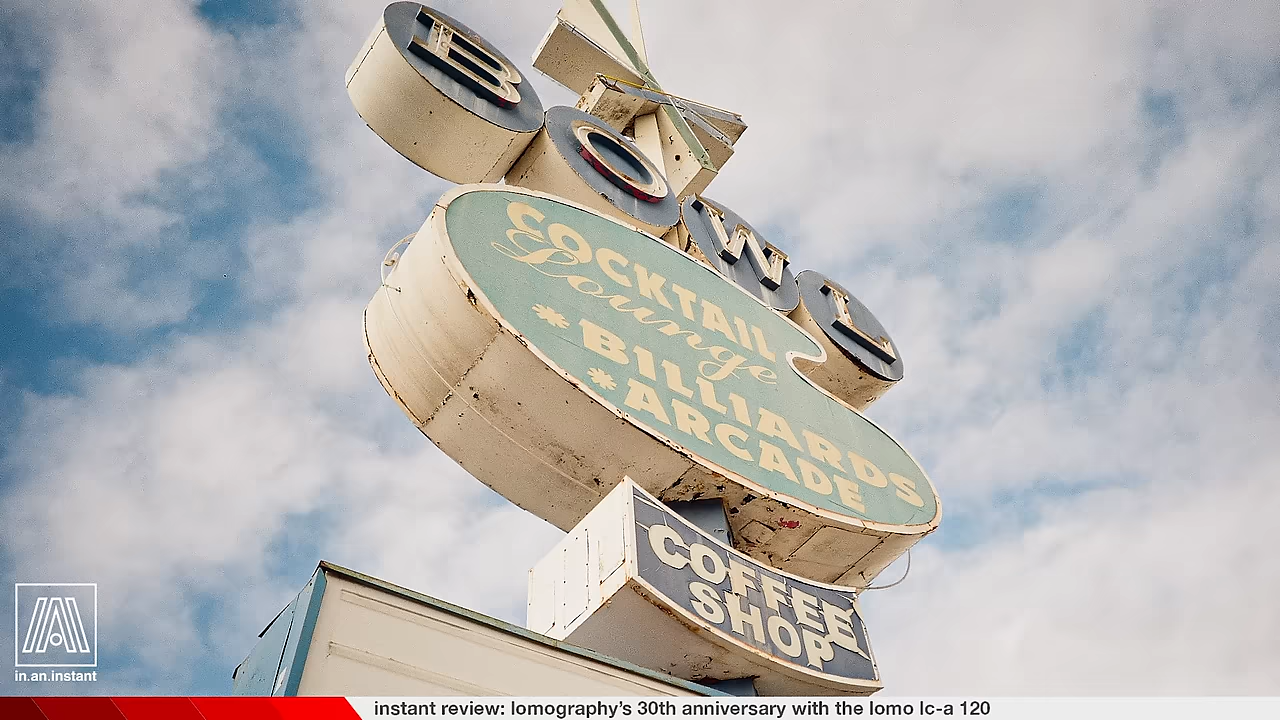 BOWL
COCKTAIL
Lounge
* BILLIARDS
* ARCADE
COFFEE
SHOP
in.an.instant
instant review: lomography's 30th anniversary with the lomo lc-a 120